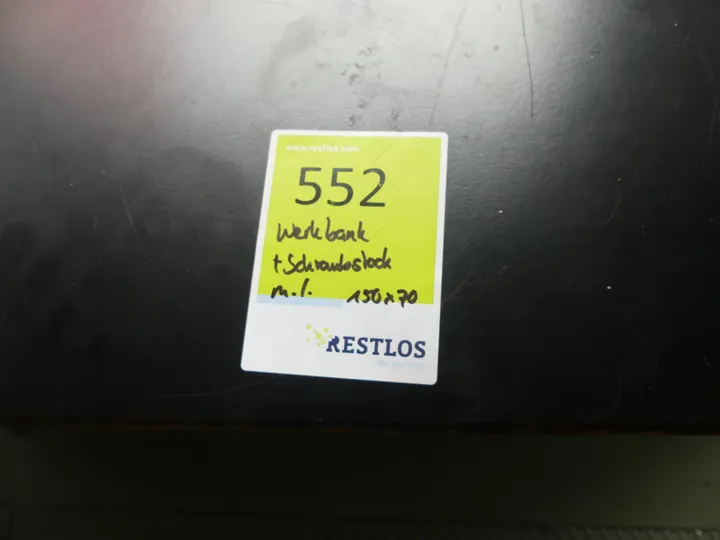 www.restlos.com
552
Werkbank
+ Schraubstock
m.l. 150x70
RESTLOS